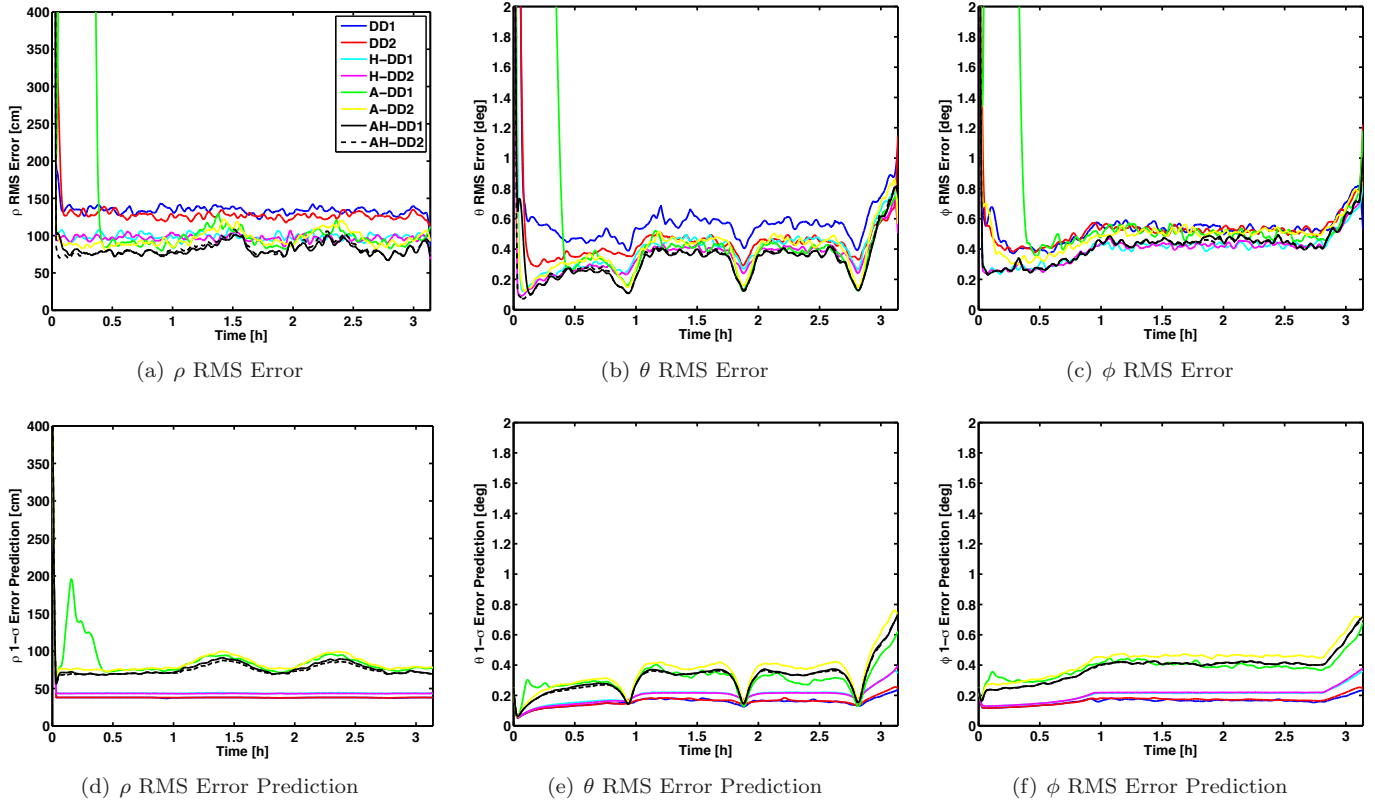 ρ RMS Error [cm]
400
350
300
250
200
150
100
50
0
0 0.5 1 1.5 2 2.5 3
Time [h]
DD1
DD2
H-DD1
H-DD2
A-DD1
A-DD2
AH-DD1
AH-DD2
(a) ρ RMS Error
θ RMS Error [deg]
2
1.8
1.6
1.4
1.2
1
0.8
0.6
0.4
0.2
0
0 0.5 1 1.5 2 2.5 3
Time [h]
(b) θ RMS Error
ϕ RMS Error [deg]
2
1.8
1.6
1.4
1.2
1
0.8
0.6
0.4
0.2
0
0 0.5 1 1.5 2 2.5 3
Time [h]
(c) ϕ RMS Error
ρ 1-σ Error Prediction [cm]
400
350
300
250
200
150
100
50
0
0 0.5 1 1.5 2 2.5 3
Time [h]
(d) ρ RMS Error Prediction
θ 1-σ Error Prediction [deg]
2
1.8
1.6
1.4
1.2
1
0.8
0.6
0.4
0.2
0
0 0.5 1 1.5 2 2.5 3
Time [h]
(e) θ RMS Error Prediction
ϕ 1-σ Error Prediction [deg]
2
1.8
1.6
1.4
1.2
1
0.8
0.6
0.4
0.2
0
0 0.5 1 1.5 2 2.5 3
Time [h]
(f) ϕ RMS Error Prediction